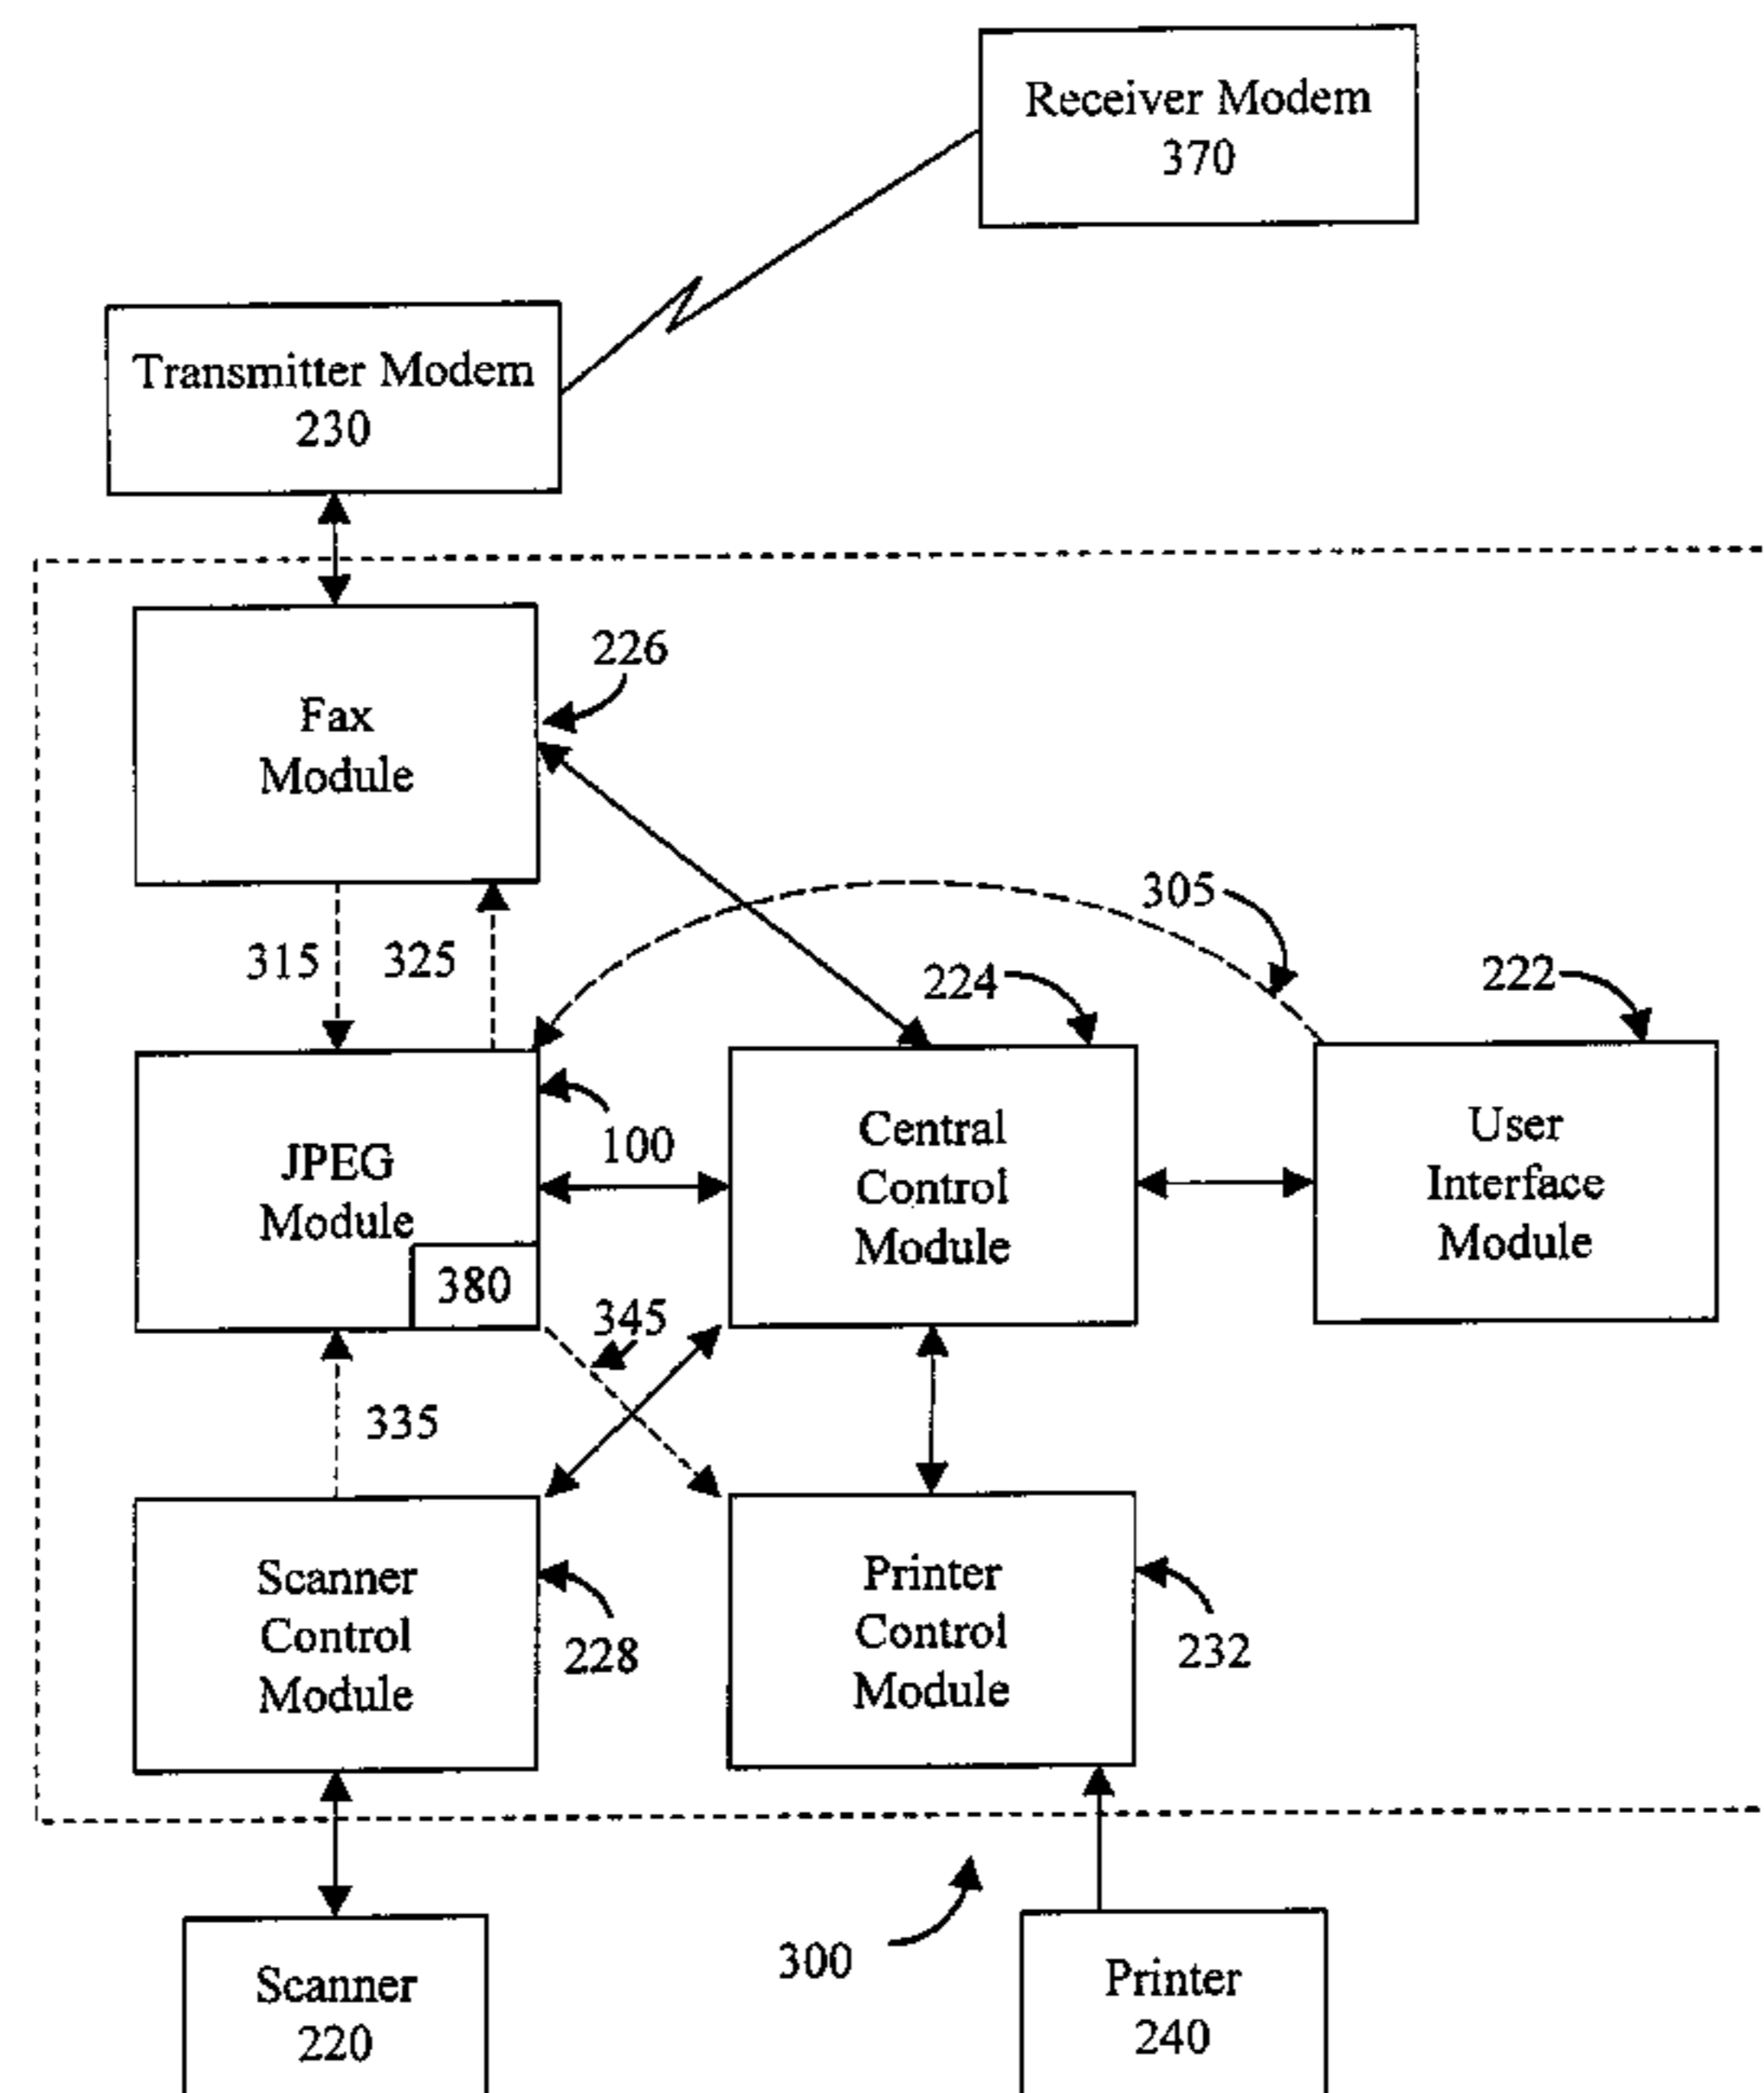 Receiver Modem
370
Transmitter Modem
230
226
Fax
Module
305
315
325
224
222
JPEG
Module
100
Central
Control
Module
User
Interface
Module
380
345
335
Scanner
Control
Module
228
Printer
Control
Module
232
300
Scanner
220
Printer
240